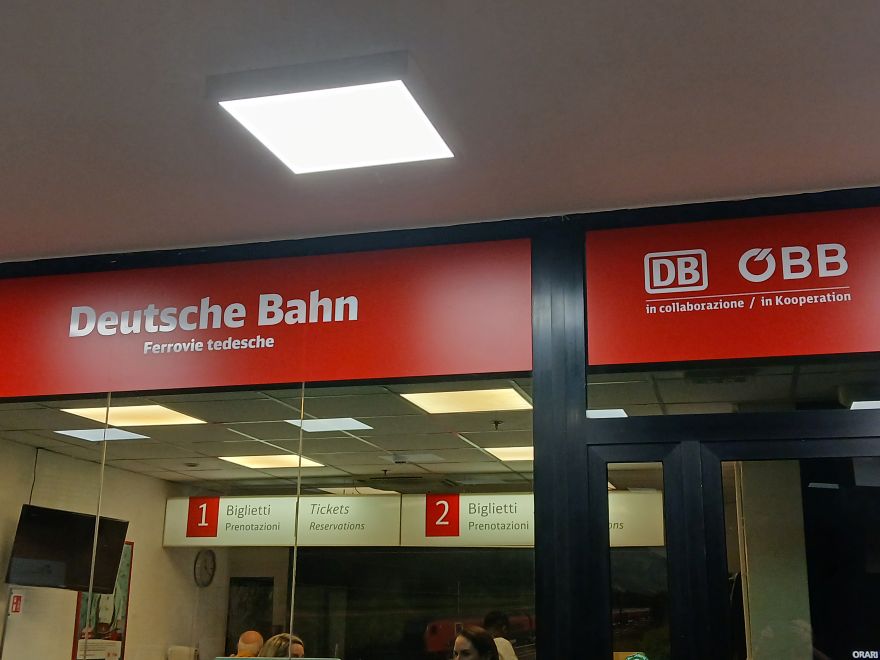 Deutsche Bahn
Ferrovie tedesche
DB ÖBB
in collaborazione / in Kooperation
1 Biglietti Tickets
Prenotazioni Reservations
2 Biglietti
Prenotazioni
ORARI